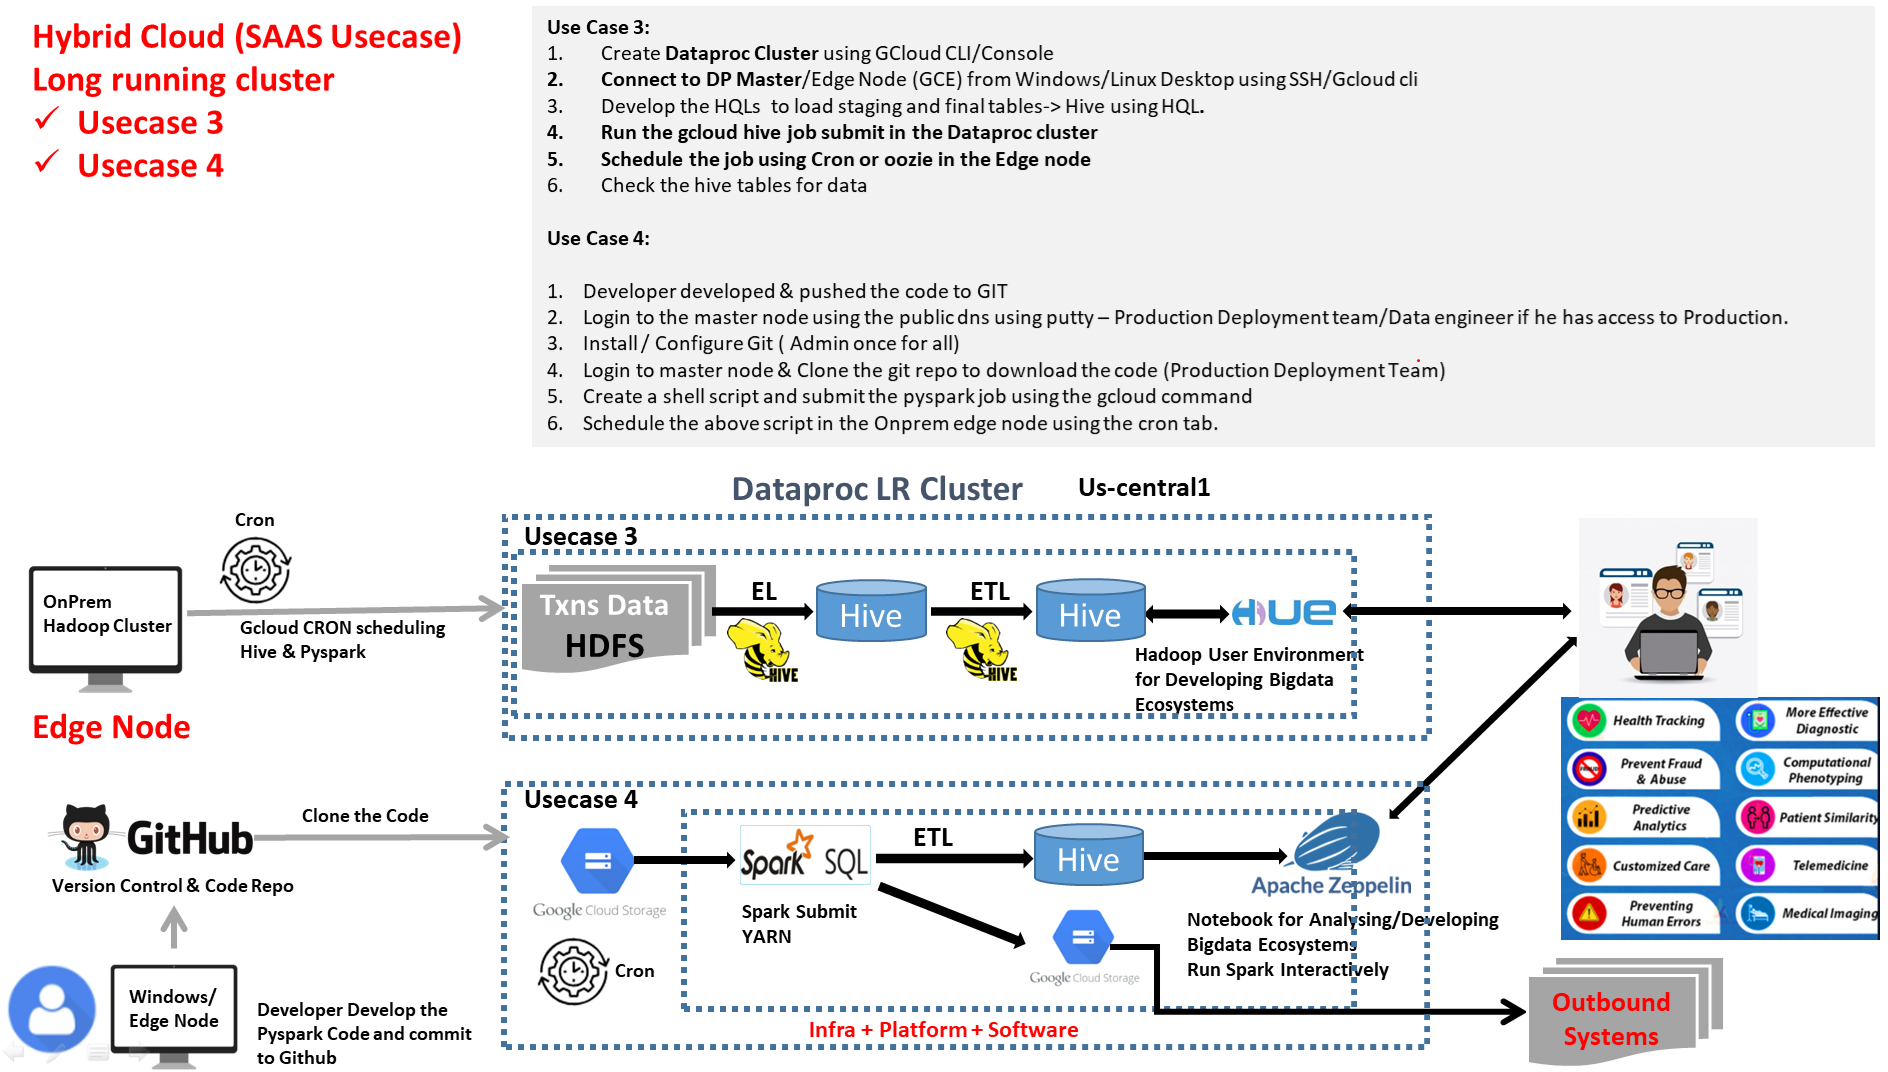 Hybrid Cloud (SAAS Usecase)
Long running cluster
✓ Usecase 3
✓ Usecase 4
Use Case 3:
1. Create Dataproc Cluster using GCloud CLI/Console
2. Connect to DP Master/Edge Node (GCE) from Windows/Linux Desktop using SSH/Gcloud cli
3. Develop the HQLs to load staging and final tables-> Hive using HQL.
4. Run the gcloud hive job submit in the Dataproc cluster
5. Schedule the job using Cron or oozie in the Edge node
6. Check the hive tables for data
Use Case 4:
1. Developer developed & pushed the code to GIT
2. Login to the master node using the public dns using putty – Production Deployment team/Data engineer if he has access to Production.
3. Install / Configure Git ( Admin once for all)
4. Login to master node & Clone the git repo to download the code (Production Deployment Team)
5. Create a shell script and submit the pyspark job using the gcloud command
6. Schedule the above script in the Onprem edge node using the cron tab.
Dataproc LR Cluster
Us-central1
Cron
OnPrem
Hadoop Cluster
Gcloud CRON scheduling
Hive & Pyspark
Edge Node
Usecase 3
Txns Data
HDFS
EL
HIVE
Hive
ETL
HIVE
Hive
HUE
Hadoop User Environment
for Developing Bigdata
Ecosystems
Health Tracking
More Effective
Diagnostic
Prevent Fraud
& Abuse
Computational
Phenotyping
Predictive
Analytics
Patient Similarity
Customized Care
Telemedicine
Preventing
Human Errors
Medical Imaging
GitHub
Version Control & Code Repo
Clone the Code
Windows/
Edge Node
Developer Develop the
Pyspark Code and commit
to Github
Usecase 4
Google Cloud Storage
Cron
Spark SQL
Spark Submit
YARN
ETL
Hive
Google Cloud Storage
Apache Zeppelin
Notebook for Analysing/Developing
Bigdata Ecosystems
Run Spark Interactively
Infra + Platform + Software
Outbound
Systems